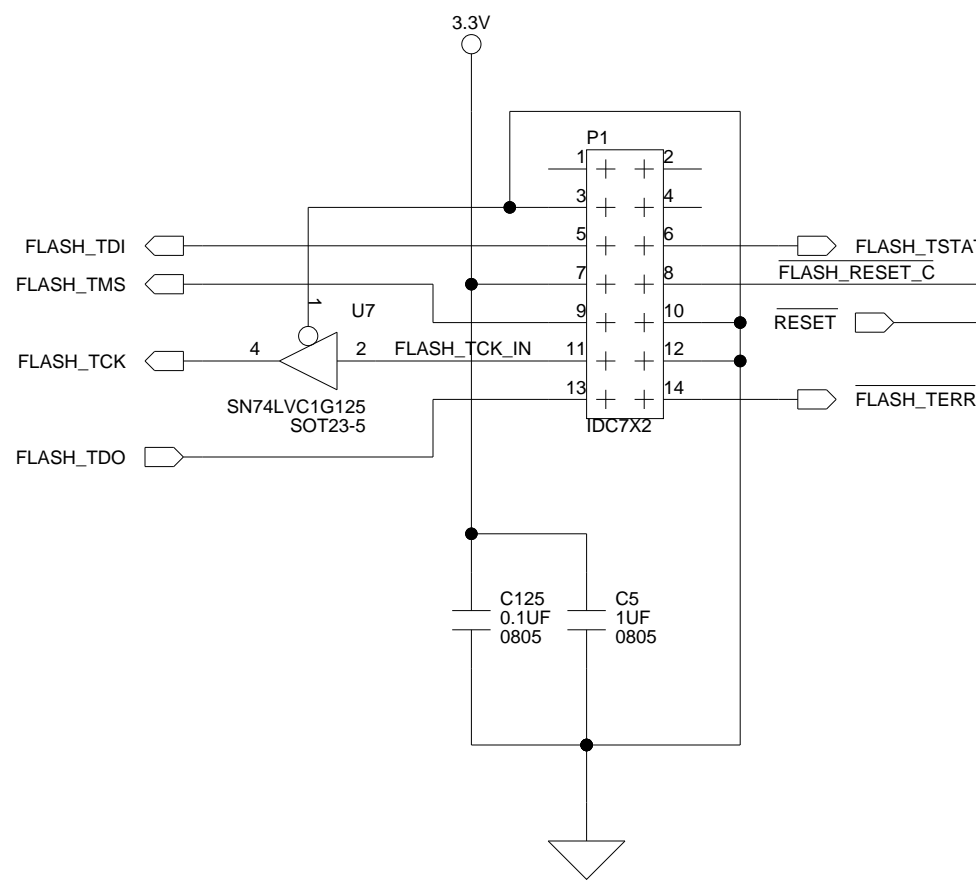 3.3V
P1
1 2
3 4
FLASH_TDI 5 6 FLASH_TSTAT
FLASH_TMS 7 8 FLASH_RESET_C
1 U7 9 10 RESET
FLASH_TCK 4 2 FLASH_TCK_IN 11 12
13 14 FLASH_TERR
SN74LVC1G125
SOT23-5
IDC7X2
FLASH_TDO
C125 C5
0.1UF 1UF
0805 0805